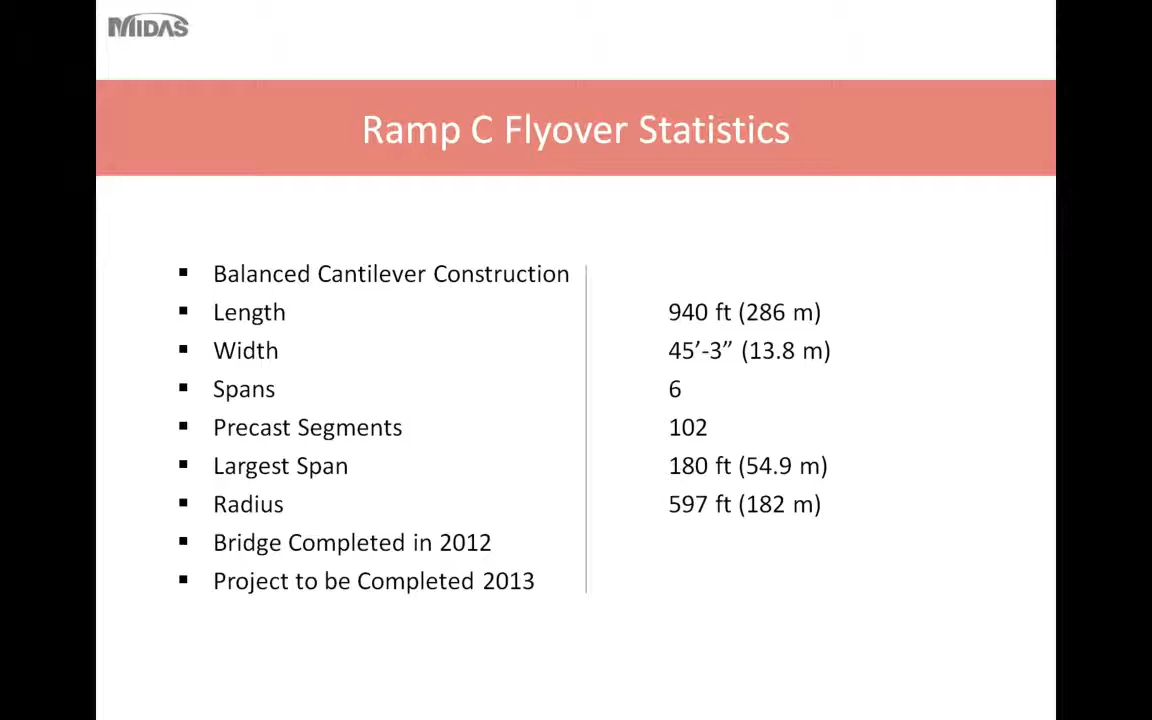 MIDAS
Ramp C Flyover Statistics
▪ Balanced Cantilever Construction
▪ Length 940 ft (286 m)
▪ Width 45’-3” (13.8 m)
▪ Spans 6
▪ Precast Segments 102
▪ Largest Span 180 ft (54.9 m)
▪ Radius 597 ft (182 m)
▪ Bridge Completed in 2012
▪ Project to be Completed 2013